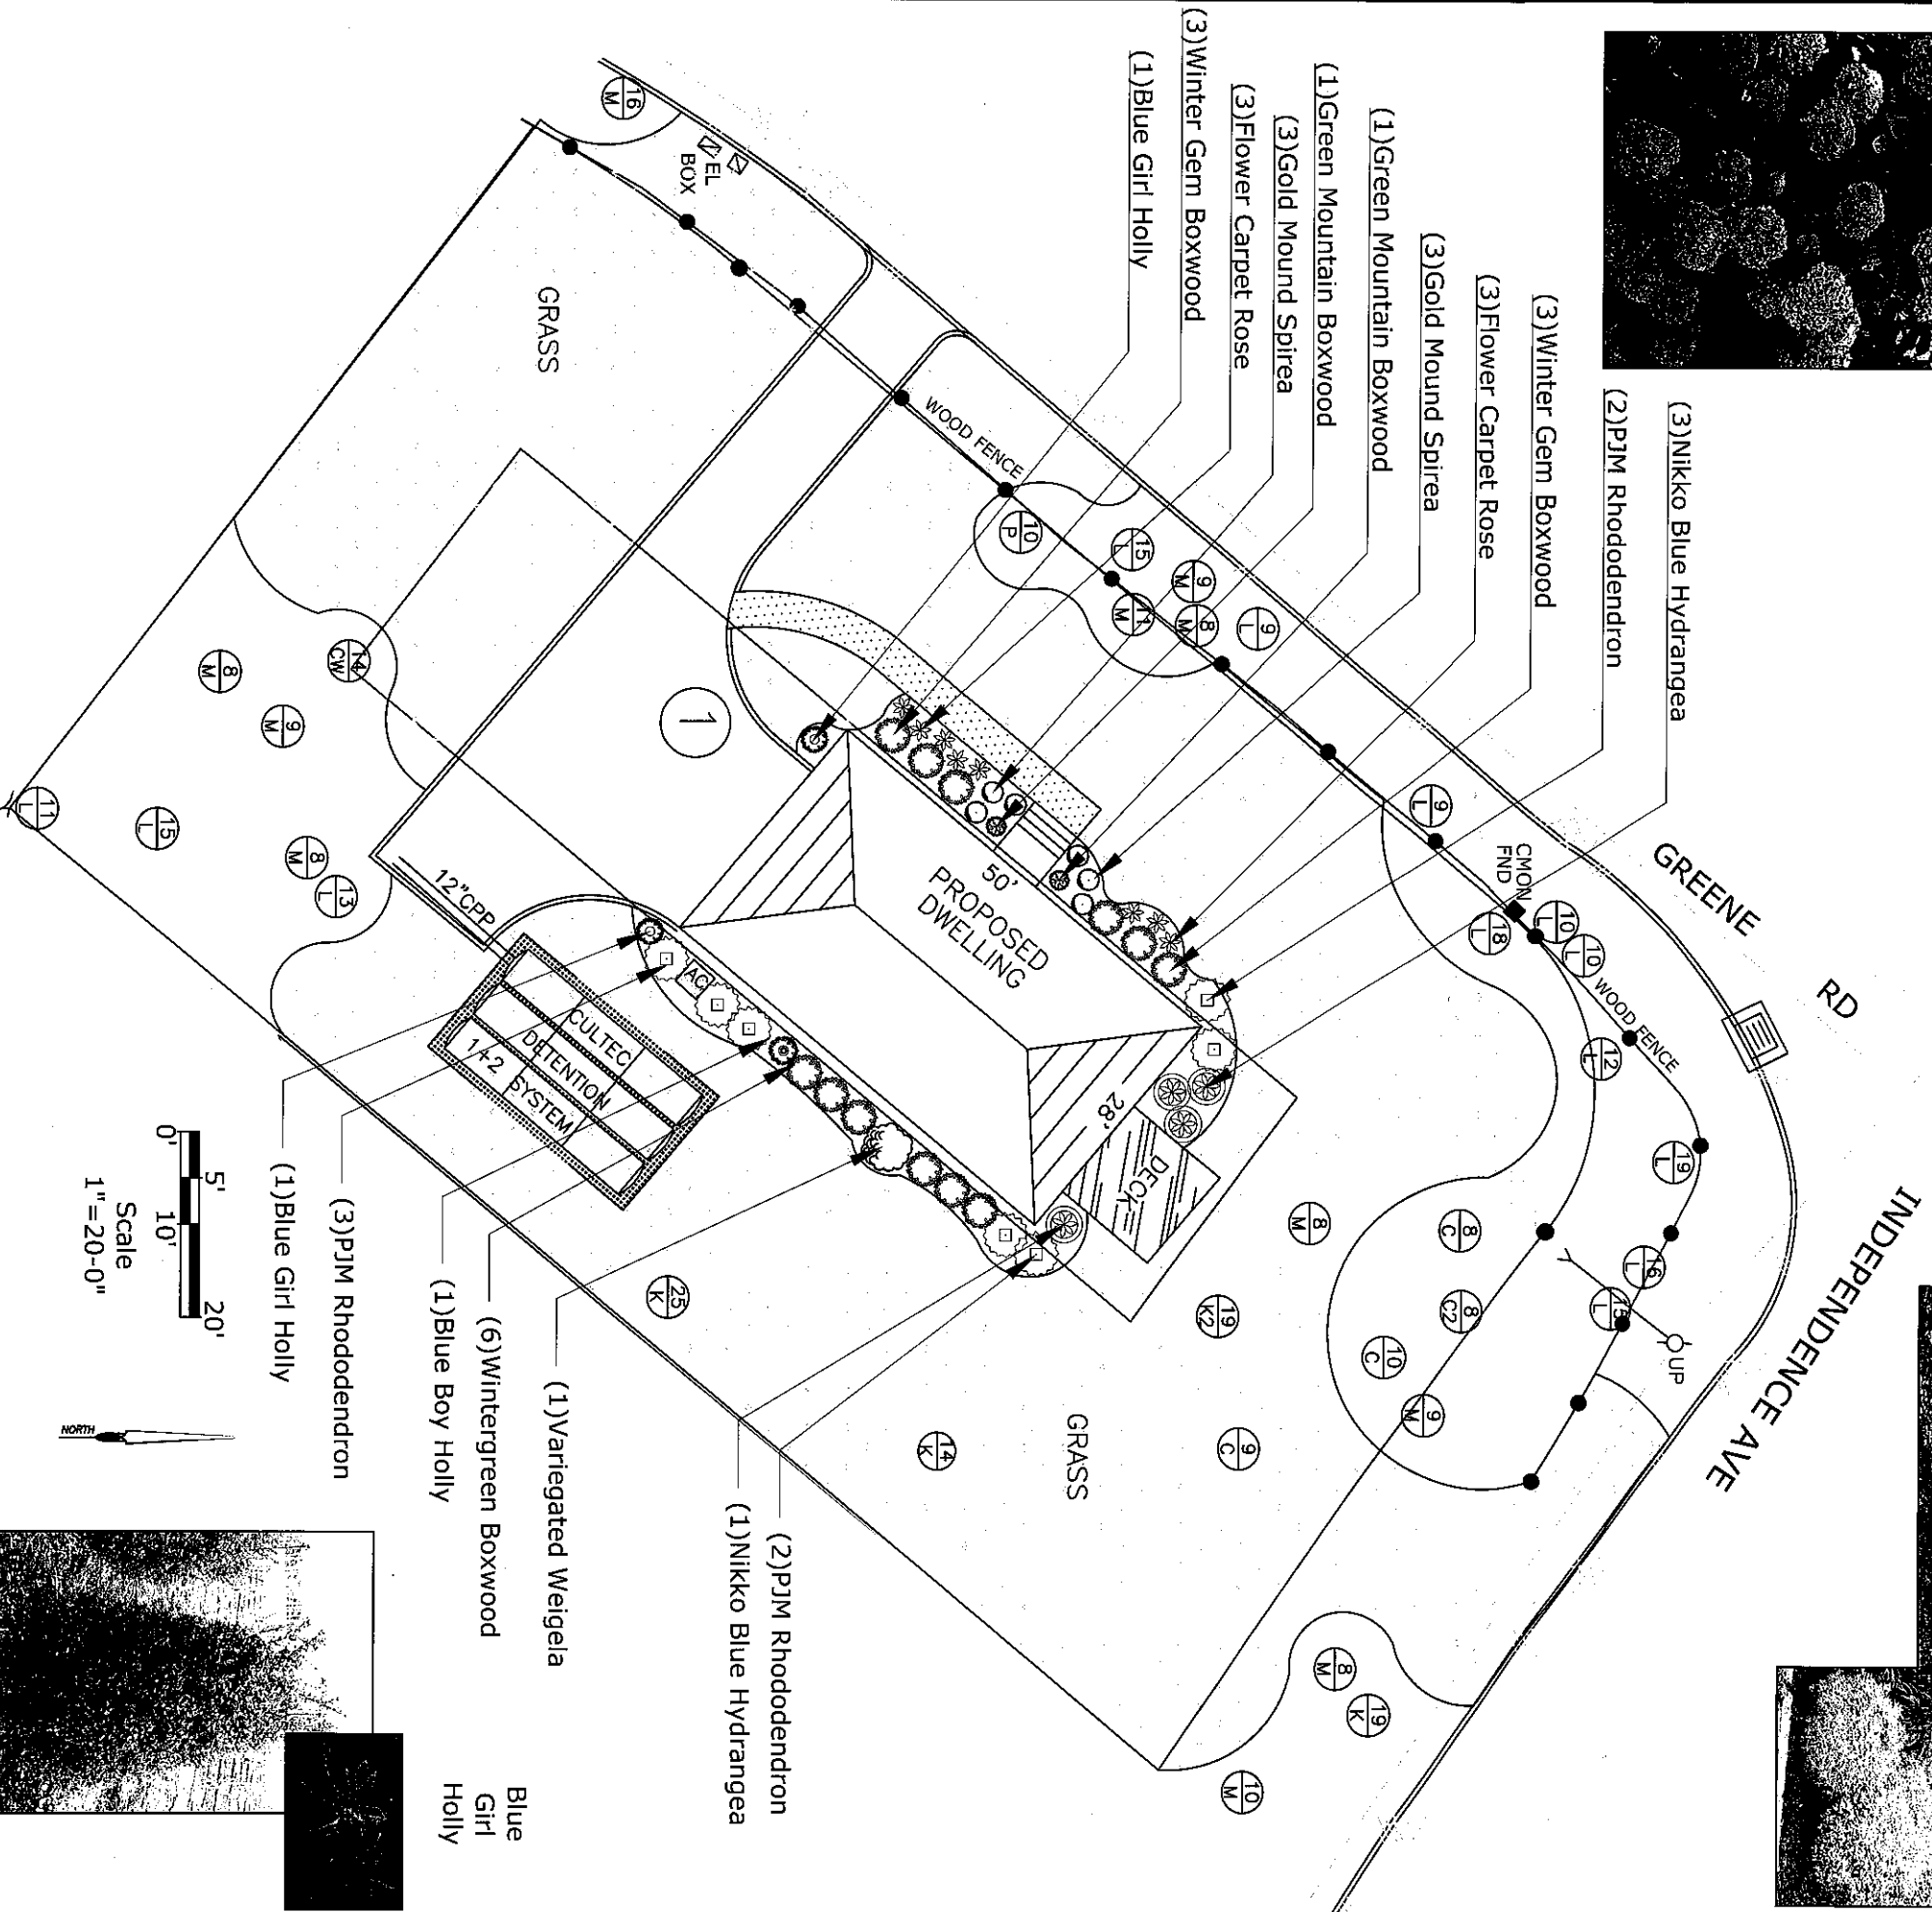 (3)Nikko Blue Hydrangea
(2)PJM Rhododendron
(3)Winter Gem Boxwood
(3)Flower Carpet Rose
(3)Gold Mound Spirea
(1)Green Mountain Boxwood
(1)Green Mountain Boxwood
(3)Gold Mound Spirea
(3)Flower Carpet Rose
(3)Winter Gem Boxwood
(1)Blue Girl Holly
GREENE
RD
INDEPENDENCE AVE
WOOD FENCE
WOOD FENCE
CMON
FND
UP
EL
BOX
GRASS
GRASS
PROPOSED
DWELLING
50'
28'
DECK
AC
12"CPP
CULTEC
DETENTION
1+2 SYSTEM
1
16
M
10
P
15
L
9
M
11
M
8
M
9
L
9
L
18
L
10
L
10
L
12
L
19
L
16
L
15
L
8
C
8
C2
10
C
9
M
8
M
19
K2
9
C
14
K
25
K
8
M
19
K
10
M
14
CW
8
M
9
M
8
M
13
L
15
L
11
L
(2)PJM Rhododendron
(1)Nikko Blue Hydrangea
(1)Variegated Weigela
(6)Wintergreen Boxwood
(1)Blue Boy Holly
(3)PJM Rhododendron
(1)Blue Girl Holly
0'
5'
10'
20'
Scale
1"=20-0"
NORTH
Blue
Girl
Holly